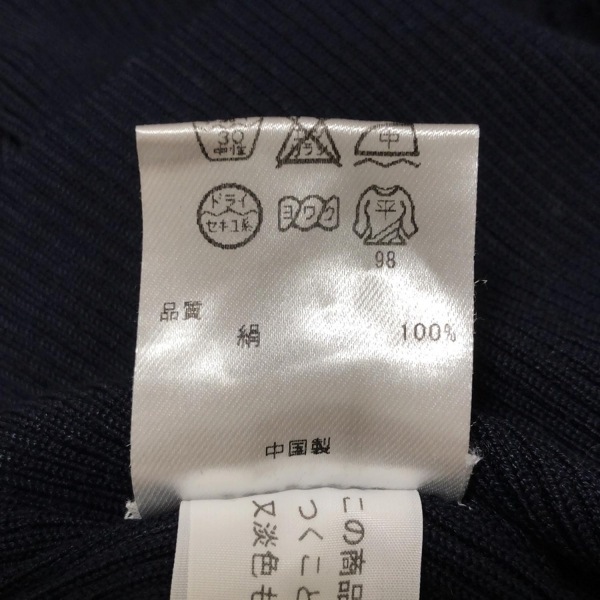 30 中
中性
ドライ ヨワク 平
セキユ系
98
品質
絹 100%
中国製
この商品
つくこと
又淡色も